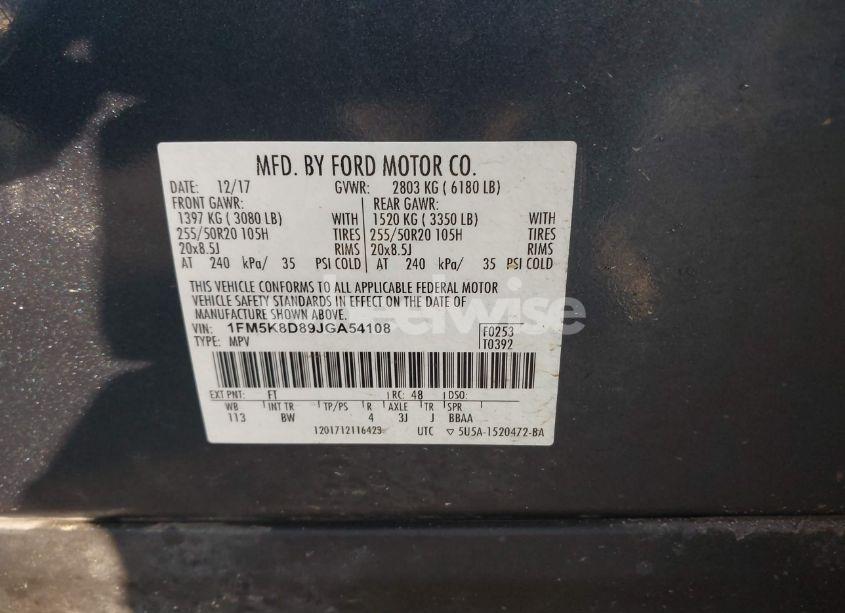 MFD. BY FORD MOTOR CO.
DATE: 12/17 GVWR: 2803 KG ( 6180 LB)
FRONT GAWR: REAR GAWR:
1397 KG ( 3080 LB) WITH 1520 KG ( 3350 LB) WITH
255/50R20 105H TIRES 255/50R20 105H TIRES
20x8.5J RIMS 20x8.5J RIMS
AT 240 kPa/ 35 PSI COLD AT 240 kPa/ 35 PSI COLD
THIS VEHICLE CONFORMS TO ALL APPLICABLE FEDERAL MOTOR
VEHICLE SAFETY STANDARDS IN EFFECT ON THE DATE OF
MANUFACTURE SHOWN ABOVE.
VIN: 1FM5K8D89JGA54108 F0253
TYPE: MPV T0392
EXT PNT: FT RC: 48 DSO:
WB INT TR TP/PS R AXLE TR SPR
113 BW 4 3J J BBAA
1201712116423 UTC ▽ 5U5A-1520472-BA